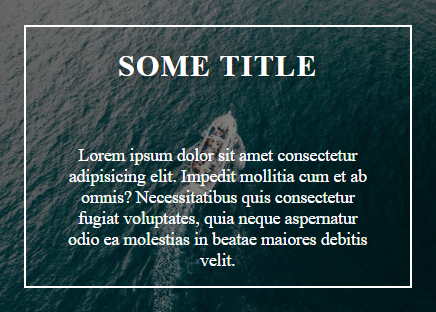 SOME TITLE
Lorem ipsum dolor sit amet consectetur
adipisicing elit. Impedit mollitia cum et ab
omnis? Necessitatibus quis consectetur
fugiat voluptates, quia neque aspernatur
odio ea molestias in beatae maiores debitis
velit.